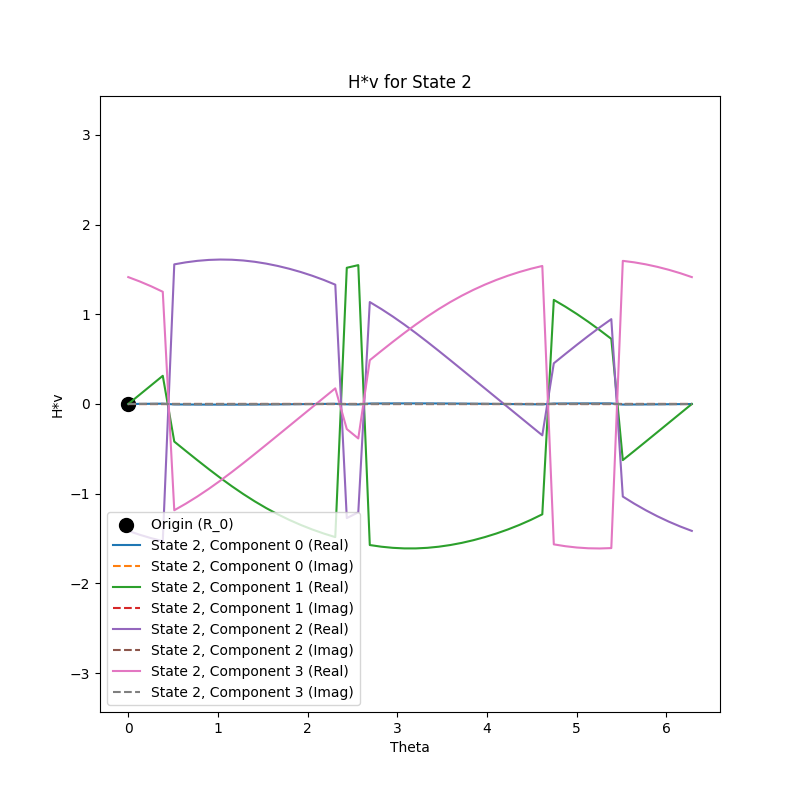 H*v for State 2
H*v
3
2
1
0
−1
−2
−3
Origin (R_0)
State 2, Component 0 (Real)
State 2, Component 0 (Imag)
State 2, Component 1 (Real)
State 2, Component 1 (Imag)
State 2, Component 2 (Real)
State 2, Component 2 (Imag)
State 2, Component 3 (Real)
State 2, Component 3 (Imag)
0 1 2 3 4 5 6
Theta